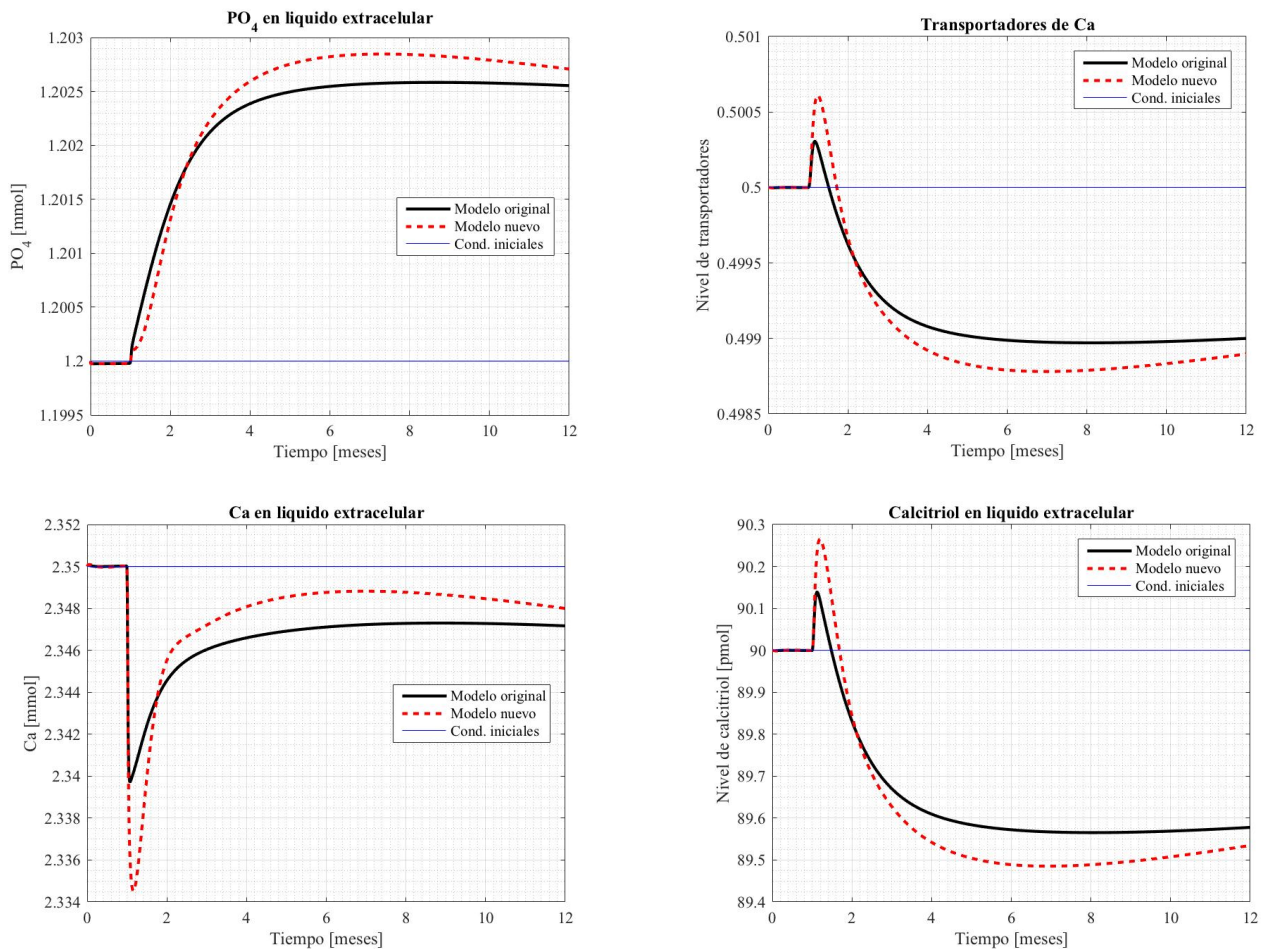 PO4 en liquido extracelular
1.203
1.2025
1.202
1.2015
1.201
1.2005
1.2
1.1995
PO4 [mmol]
Modelo original
Modelo nuevo
Cond. iniciales
0 2 4 6 8 10 12
Tiempo [meses]
Transportadores de Ca
0.501
0.5005
0.5
0.4995
0.499
0.4985
Nivel de transportadores
Modelo original
Modelo nuevo
Cond. iniciales
0 2 4 6 8 10 12
Tiempo [meses]
Ca en liquido extracelular
2.352
2.35
2.348
2.346
2.344
2.342
2.34
2.338
2.336
2.334
Ca [mmol]
Modelo original
Modelo nuevo
Cond. iniciales
0 2 4 6 8 10 12
Tiempo [meses]
Calcitriol en liquido extracelular
90.3
90.2
90.1
90
89.9
89.8
89.7
89.6
89.5
89.4
Nivel de calcitriol [pmol]
Modelo original
Modelo nuevo
Cond. iniciales
0 2 4 6 8 10 12
Tiempo [meses]